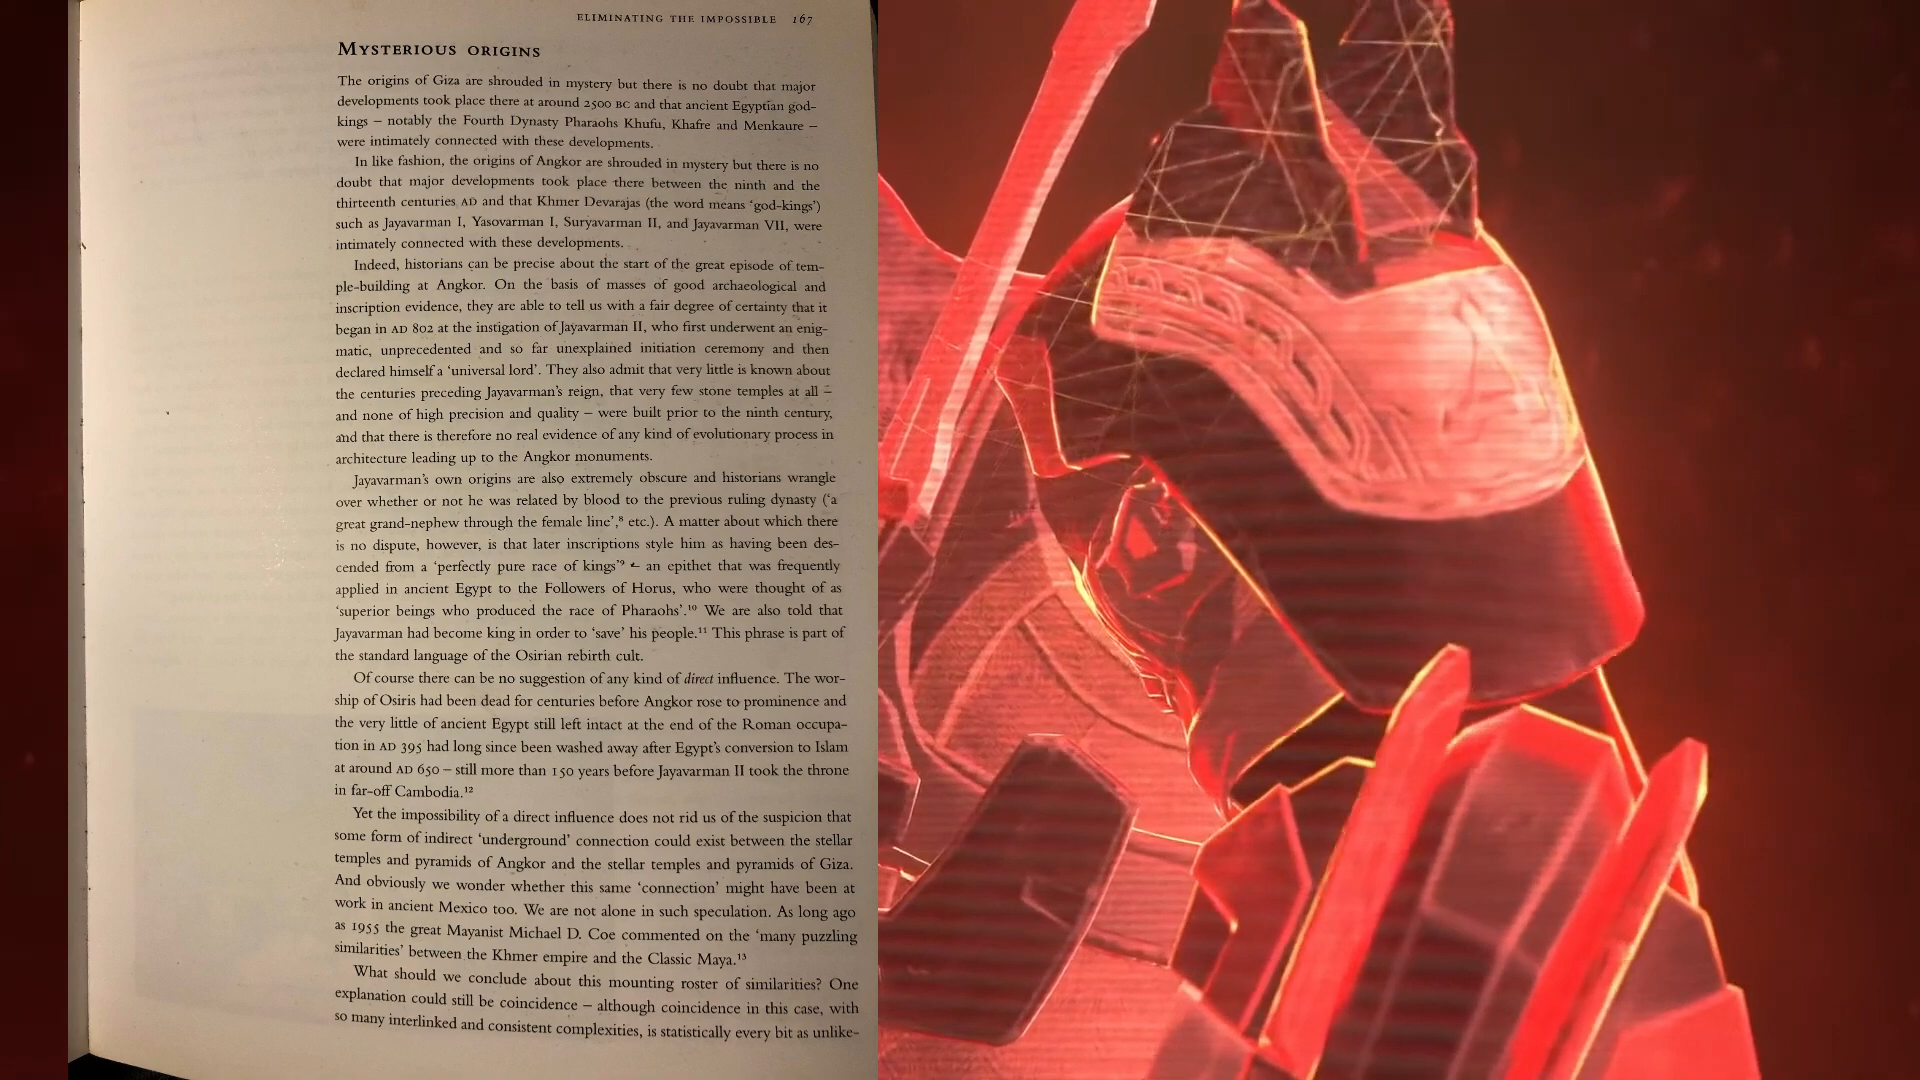 ELIMINATING THE IMPOSSIBLE 167
MYSTERIOUS ORIGINS
The origins of Giza are shrouded in mystery but there is no doubt that major
developments took place there at around 2500 BC and that ancient Egyptian god-
kings – notably the Fourth Dynasty Pharaohs Khufu, Khafre and Menkaure –
were intimately connected with these developments.
In like fashion, the origins of Angkor are shrouded in mystery but there is no
doubt that major developments took place there between the ninth and the
thirteenth centuries AD and that Khmer Devarajas (the word means ‘god-kings’)
such as Jayavarman I, Yasovarman I, Suryavarman II, and Jayavarman VII, were
intimately connected with these developments.
Indeed, historians can be precise about the start of the great episode of tem-
ple-building at Angkor. On the basis of masses of good archaeological and
inscription evidence, they are able to tell us with a fair degree of certainty that it
began in AD 802 at the instigation of Jayavarman II, who first underwent an enig-
matic, unprecedented and so far unexplained initiation ceremony and then
declared himself a ‘universal lord’. They also admit that very little is known about
the centuries preceding Jayavarman’s reign, that very few stone temples at all –
and none of high precision and quality – were built prior to the ninth century,
and that there is therefore no real evidence of any kind of evolutionary process in
architecture leading up to the Angkor monuments.
Jayavarman’s own origins are also extremely obscure and historians wrangle
over whether or not he was related by blood to the previous ruling dynasty (‘a
great grand-nephew through the female line’,⁸ etc.). A matter about which there
is no dispute, however, is that later inscriptions style him as having been des-
cended from a ‘perfectly pure race of kings’⁹ – an epithet that was frequently
applied in ancient Egypt to the Followers of Horus, who were thought of as
‘superior beings who produced the race of Pharaohs’.¹⁰ We are also told that
Jayavarman had become king in order to ‘save’ his people.¹¹ This phrase is part of
the standard language of the Osirian rebirth cult.
Of course there can be no suggestion of any kind of direct influence. The wor-
ship of Osiris had been dead for centuries before Angkor rose to prominence and
the very little of ancient Egypt still left intact at the end of the Roman occupa-
tion in AD 395 had long since been washed away after Egypt’s conversion to Islam
at around AD 650 – still more than 150 years before Jayavarman II took the throne
in far-off Cambodia.¹²
Yet the impossibility of a direct influence does not rid us of the suspicion that
some form of indirect ‘underground’ connection could exist between the stellar
temples and pyramids of Angkor and the stellar temples and pyramids of Giza.
And obviously we wonder whether this same ‘connection’ might have been at
work in ancient Mexico too. We are not alone in such speculation. As long ago
as 1955 the great Mayanist Michael D. Coe commented on the ‘many puzzling
similarities’ between the Khmer empire and the Classic Maya.¹³
What should we conclude about this mounting roster of similarities? One
explanation could still be coincidence – although coincidence in this case, with
so many interlinked and consistent complexities, is statistically every bit as unlike-